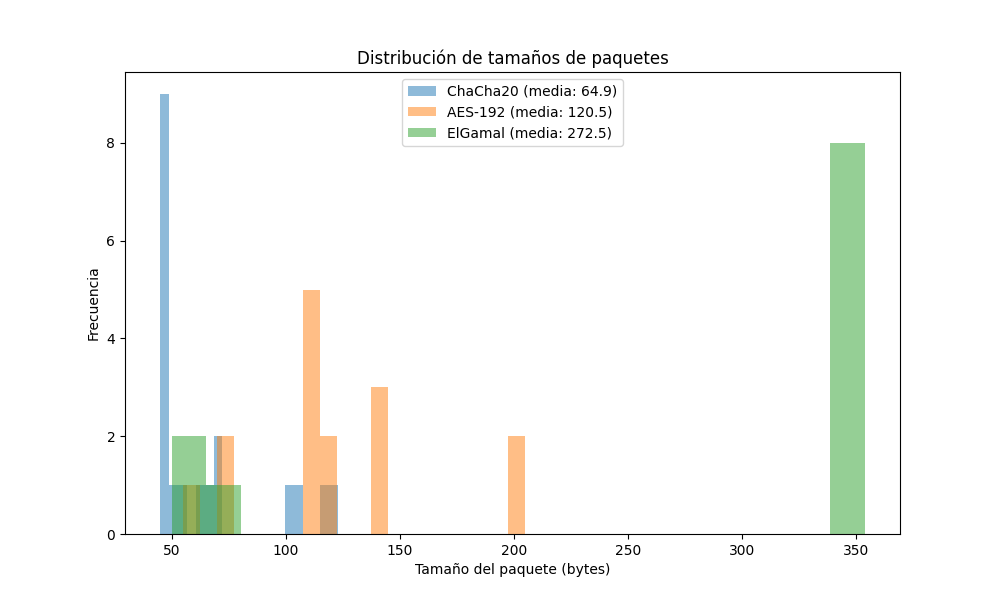 Distribución de tamaños de paquetes
ChaCha20 (media: 64.9)
AES-192 (media: 120.5)
ElGamal (media: 272.5)
Frecuencia
8
6
4
2
0
50 100 150 200 250 300 350
Tamaño del paquete (bytes)